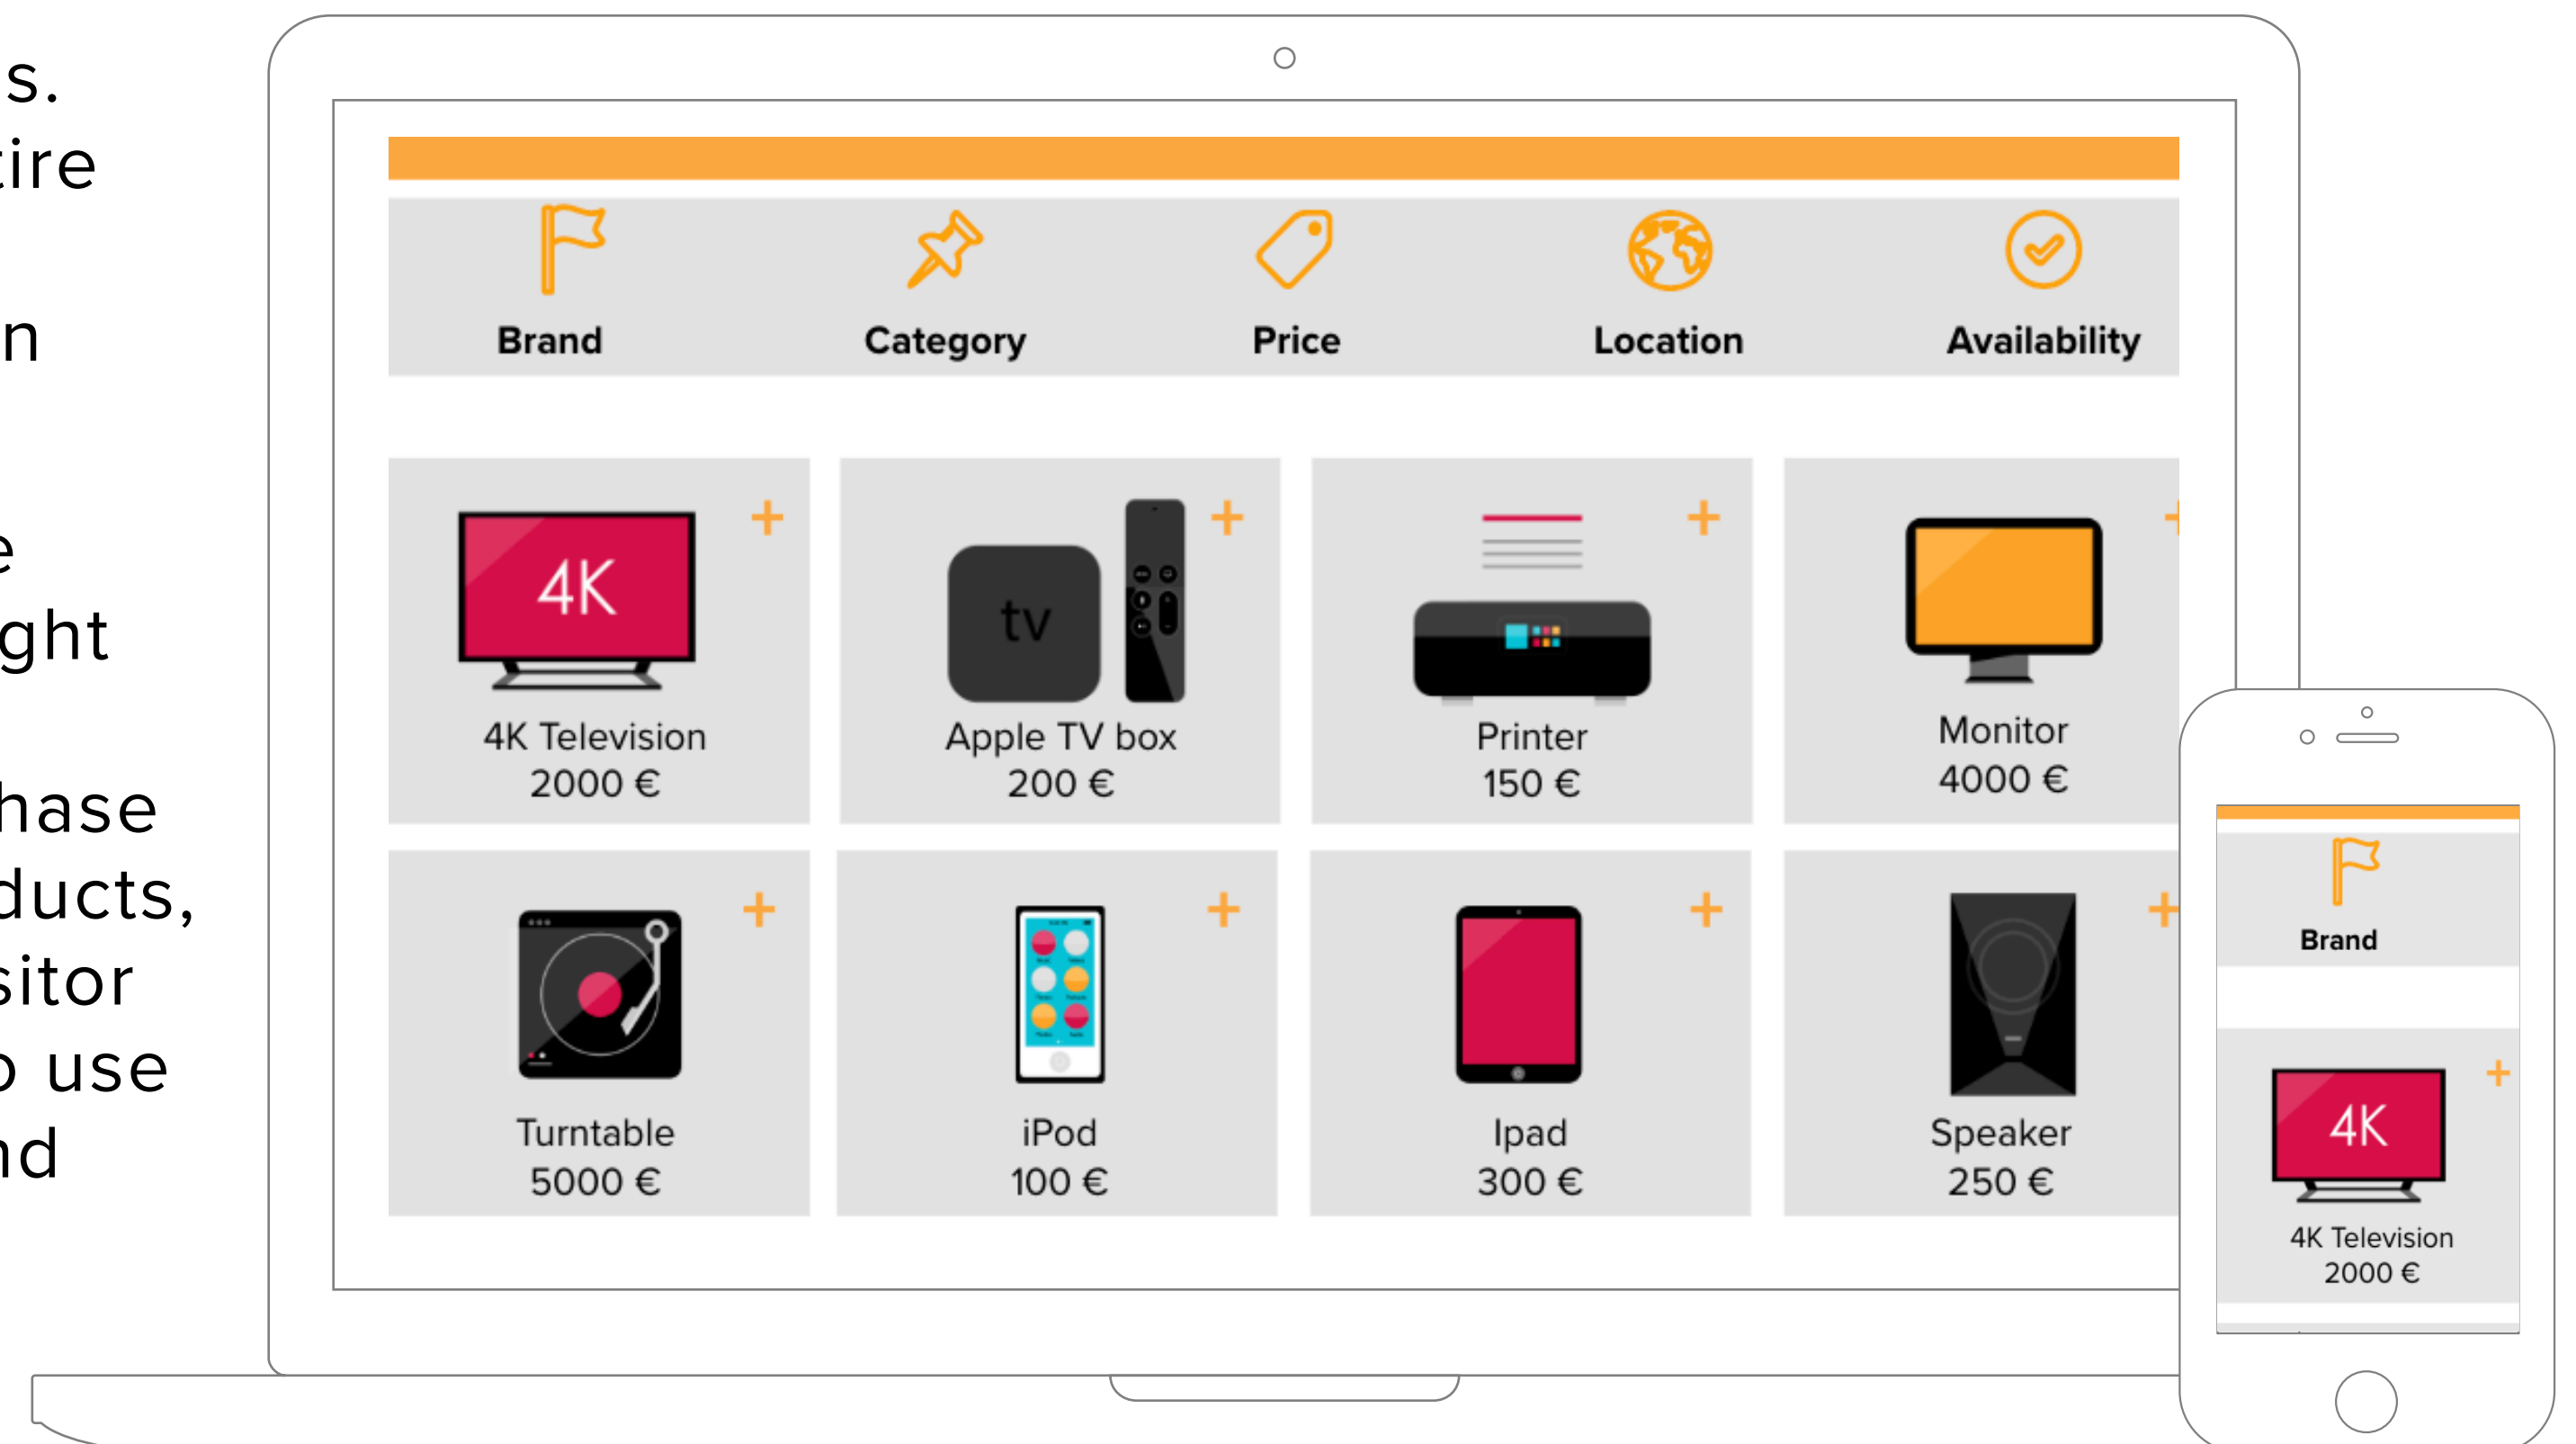 s.
tire
n
e
ght
hase
ducts,
sitor
o use
nd
Brand
Category
Price
Location
Availability
4K
tv
4K Television
2000 €
Apple TV box
200 €
Printer
150 €
Monitor
4000 €
Turntable
5000 €
iPod
100 €
Ipad
300 €
Speaker
250 €
Brand
4K
4K Television
2000 €